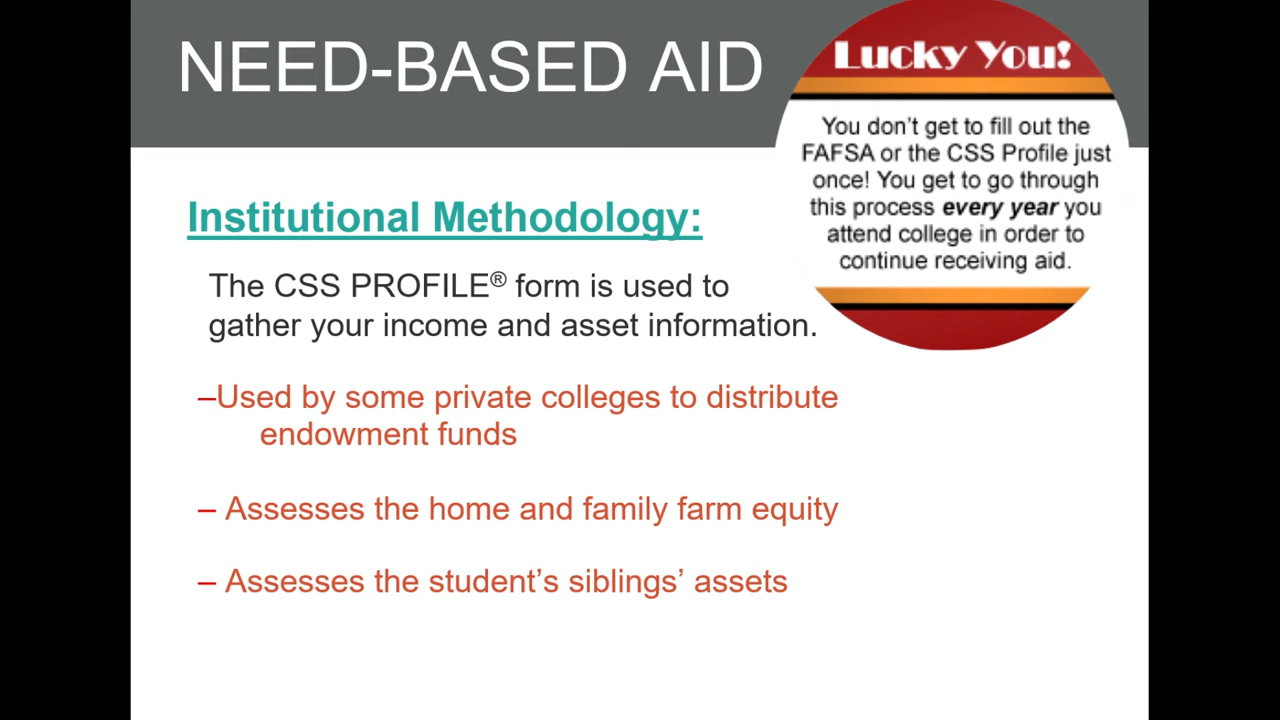 NEED-BASED AID
Lucky You!
You don't get to fill out the
FAFSA or the CSS Profile just
once! You get to go through
this process every year you
attend college in order to
continue receiving aid.
Institutional Methodology:
The CSS PROFILE® form is used to
gather your income and asset information.
–Used by some private colleges to distribute
endowment funds
– Assesses the home and family farm equity
– Assesses the student's siblings' assets